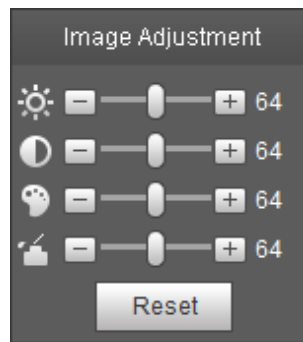 Image Adjustment
- + 64
- + 64
- + 64
- + 64
Reset